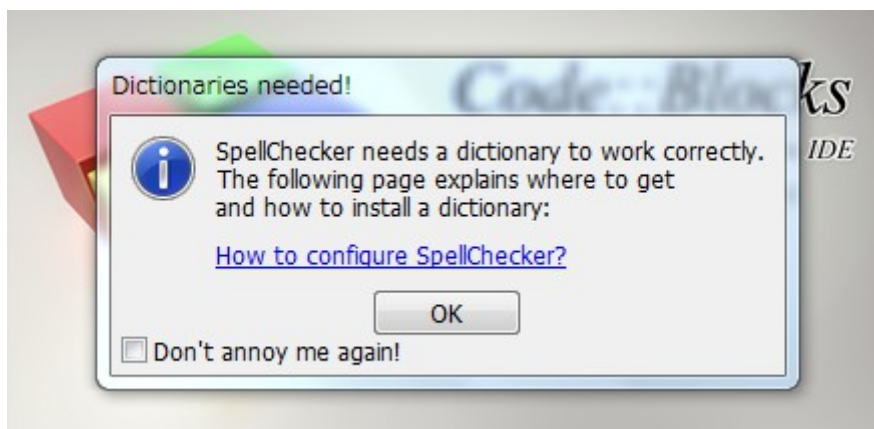 Dictionaries needed!
Code::Blocks
IDE
SpellChecker needs a dictionary to work correctly.
The following page explains where to get
and how to install a dictionary:
How to configure SpellChecker?
OK
Don't annoy me again!